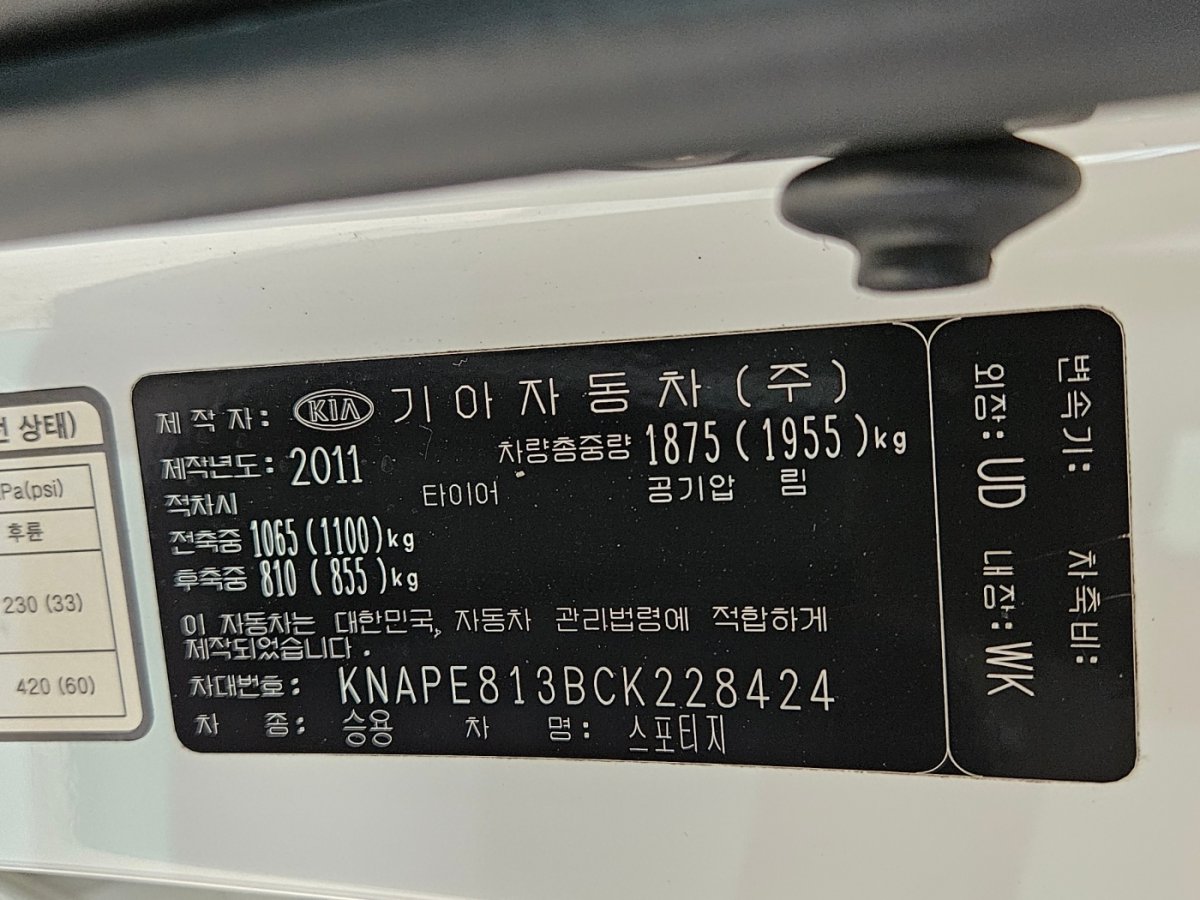 전 상태)
Pa(psi)
후륜
230 (33)
420 (60)
제작자: KIA 기아자동차(주)
제작년도: 2011 차량총중량 1875(1955)kg
적차시 타이어 공기압 림
전축중 1065(1100)kg
후축중 810(855)kg
이 자동차는 대한민국, 자동차 관리법령에 적합하게
제작되었습니다.
차대번호: KNAPE813BCK228424
차 종: 승용 차 명: 스포티지
변속기: 차축비:
외장: UD 내장: WK